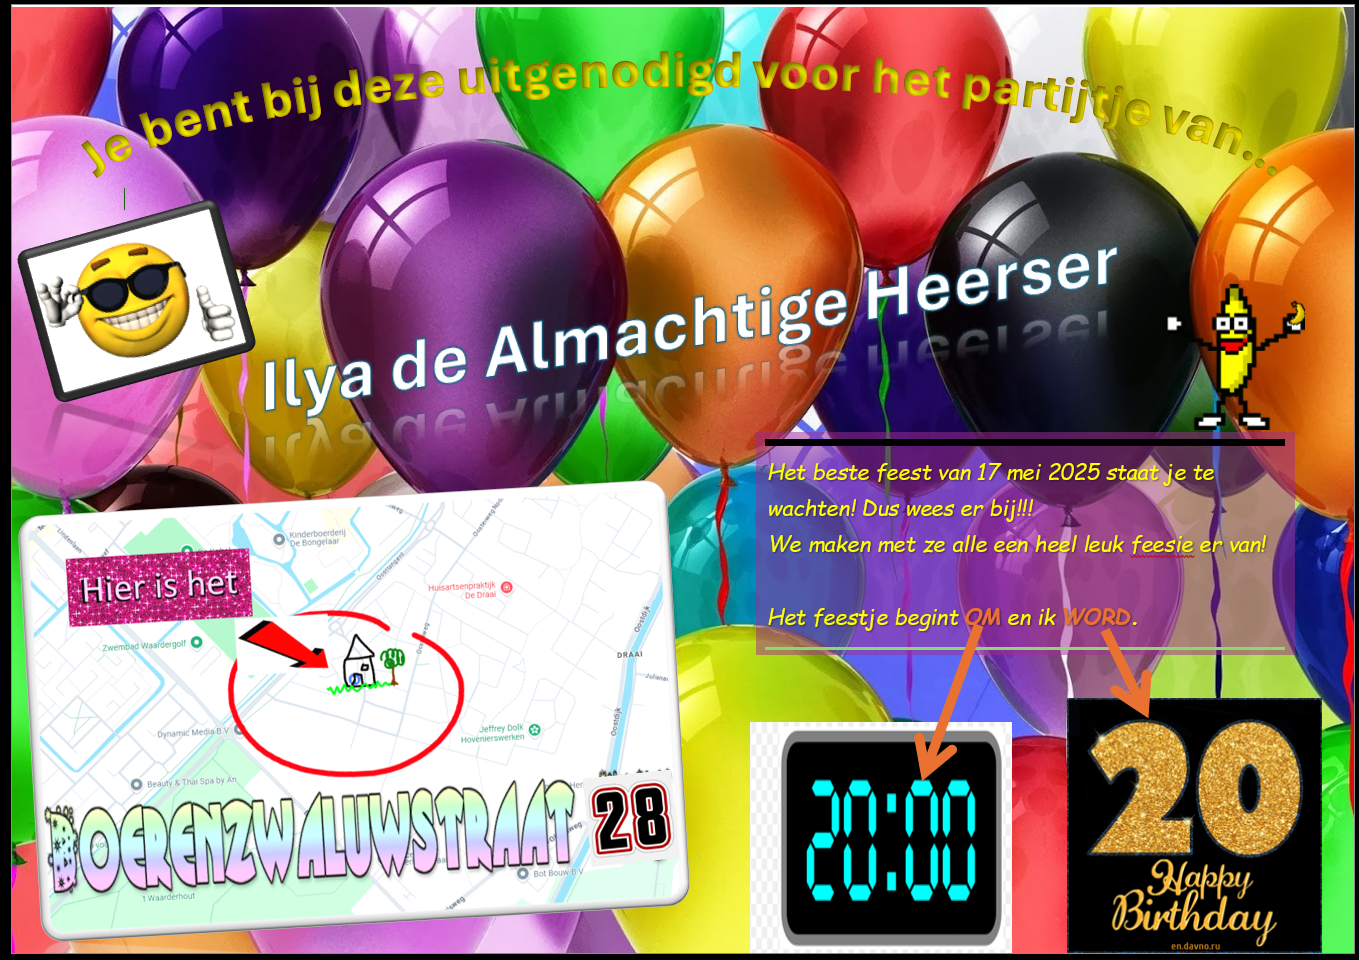 Je bent bij deze uitgenodigd voor het partijtje van...
Ilya de Almachtige Heerser
Het beste feest van 17 mei 2025 staat je te
wachten! Dus wees er bij!!!
We maken met ze alle een heel leuk feesie er van!
Het feestje begint OM en ik WORD.
Hier is het
Kinderboerderij
De Bongelaar
Huisartsenpraktijk
De Draai
Zwembad Waardergolf
Oostdijk
DRAAI
Oostdijk
Jeffrey Dolk
Hovenierswerken
Dynamic Media B.V
Beauty & Thai Spa by An
BOERENZWALUWSTRAAT 28
Bot Bouw B.V
't Waarderhout
20:00
20
Happy
Birthday
en.davno.ru